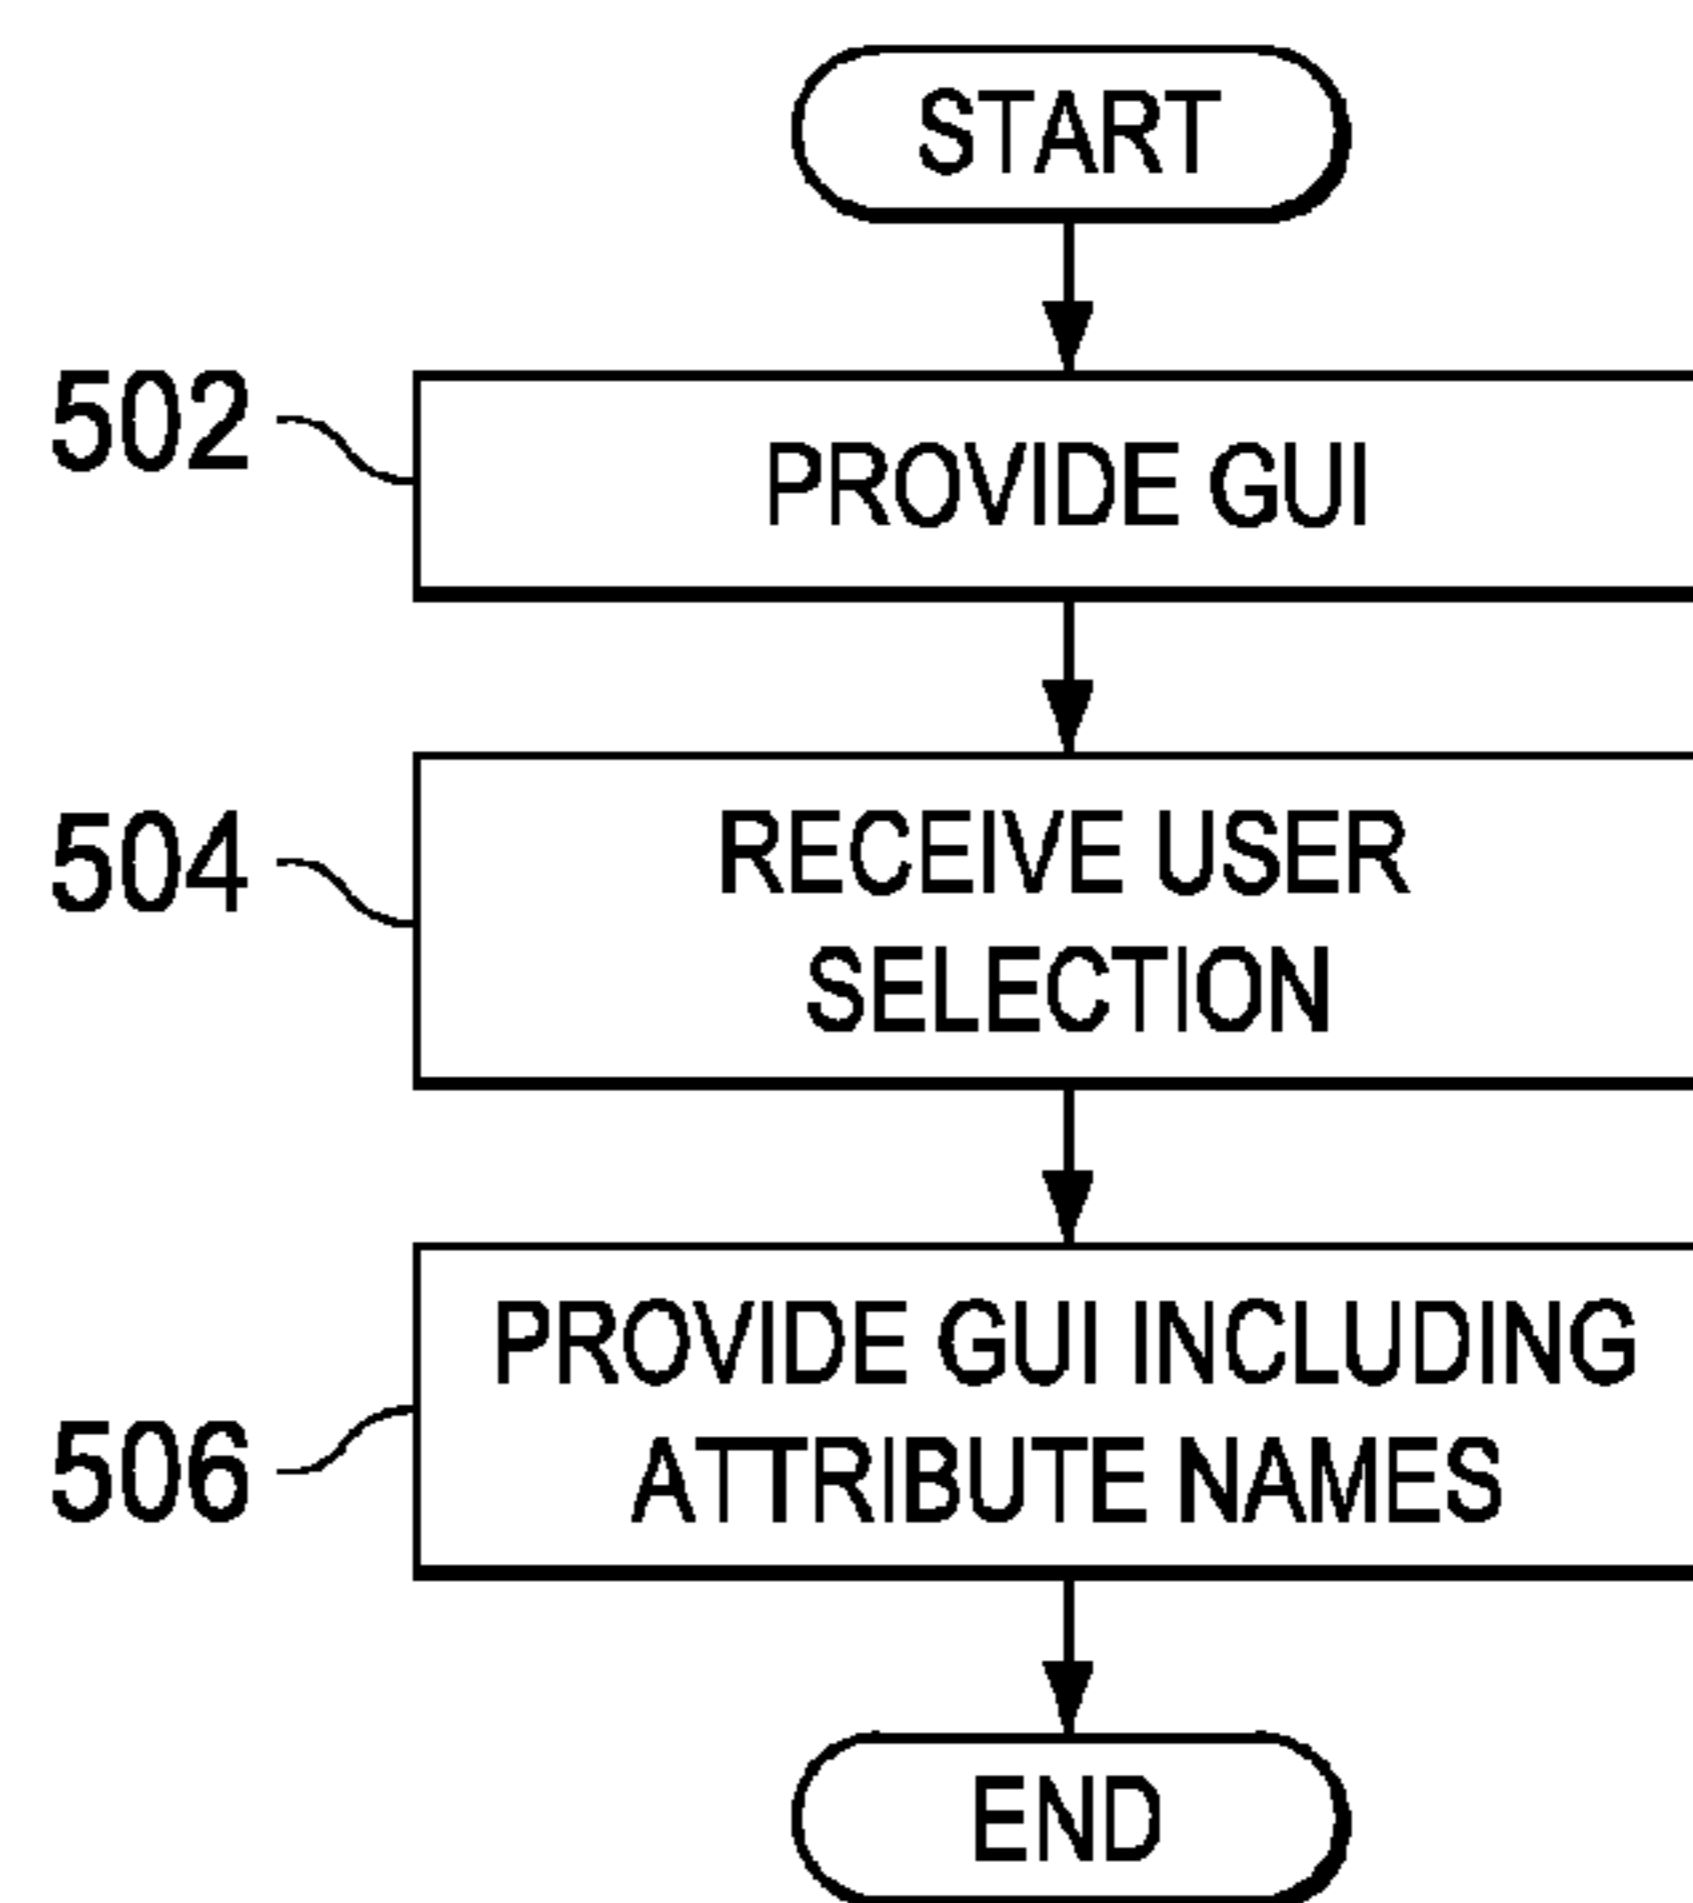 START
502
PROVIDE GUI
504
RECEIVE USER
SELECTION
PROVIDE GUI INCLUDING
506
ATTRIBUTE NAMES
END